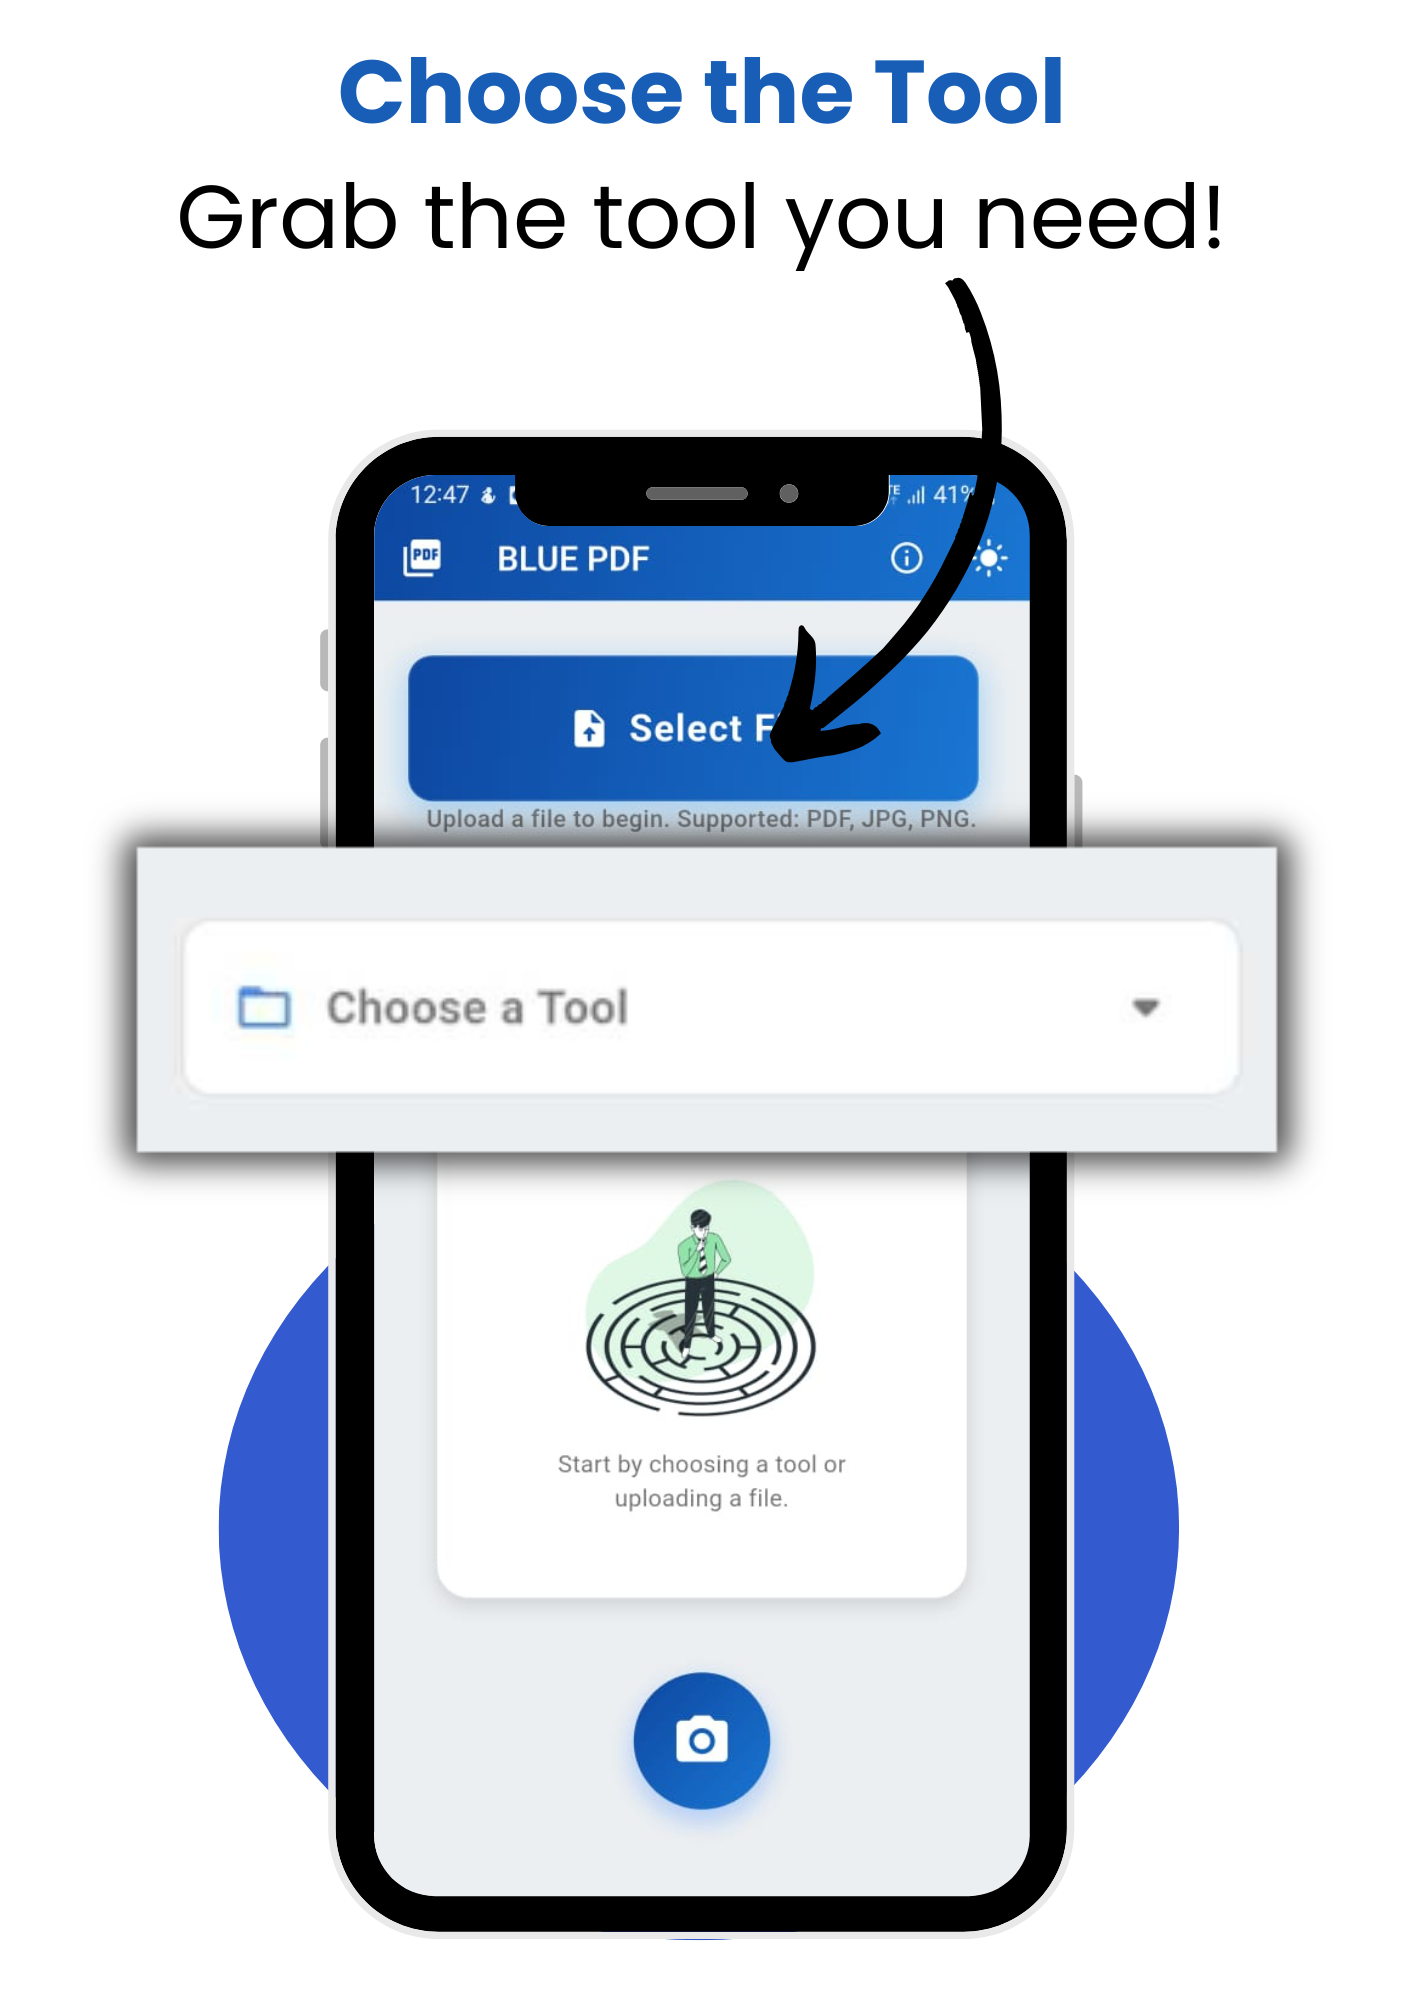 Choose the Tool
Grab the tool you need!
12:47
41%
PDF
BLUE PDF
Select
Upload a file to begin. Supported: PDF, JPG, PNG.
Choose a Tool
Start by choosing a tool or
uploading a file.